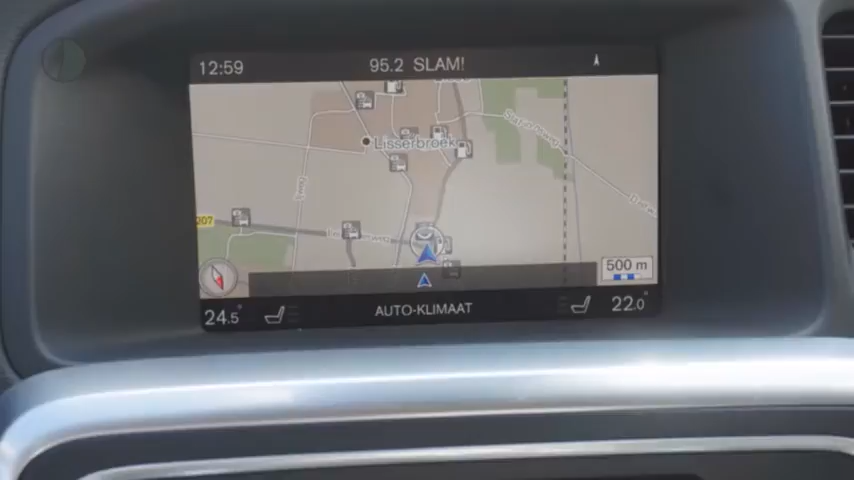 12:59
95.2 SLAM!
Lisserbroek
207
500 m
24.5°
AUTO-KLIMAAT
22.0°